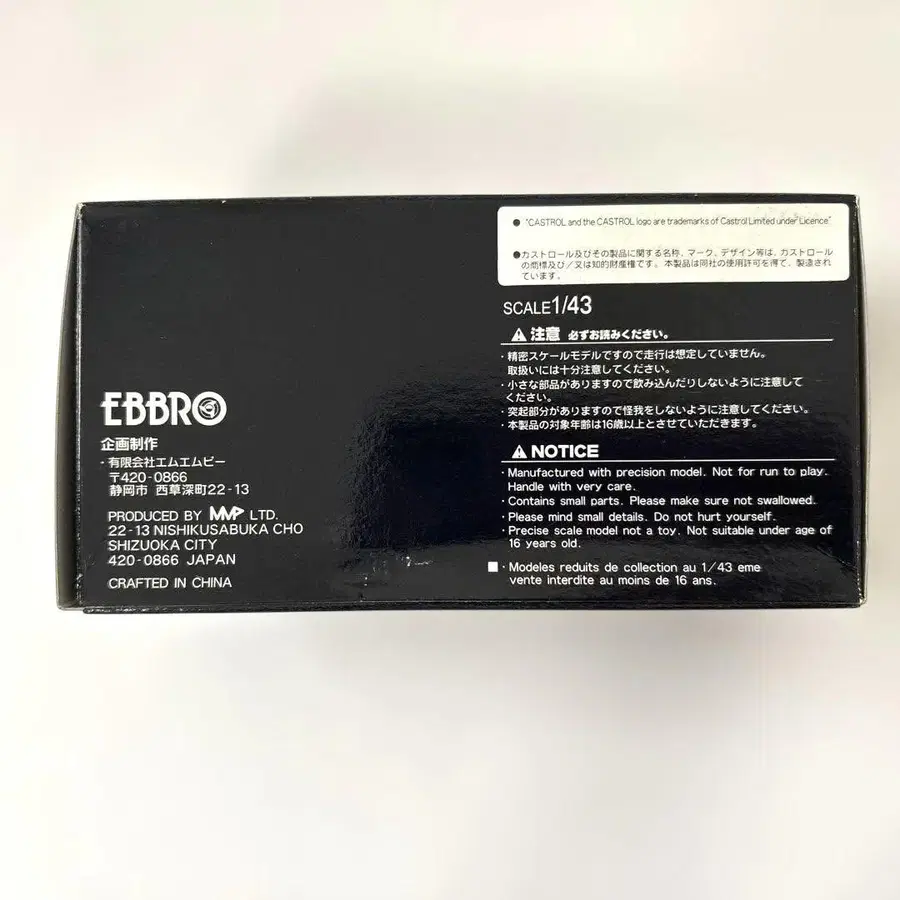 EBBRO
企画制作
・有限会社エムエムピー
〒420-0866
静岡市 西草深町22-13
PRODUCED BY MMP LTD.
22-13 NISHIKUSABUKA CHO
SHIZUOKA CITY
420-0866 JAPAN
CRAFTED IN CHINA
● "CASTROL and the CASTROL logo are trademarks of Castrol Limited under Licence"
●カストロール及びその製品に関する名称、マーク、デザイン等は、カストロール
の商標及び/又は知的財産権です。本製品は同社の使用許可を得て、製造され
ています。
SCALE1/43
注意 必ずお読みください。
・精密スケールモデルですので走行は想定していません。
取扱いには十分注意してください。
・小さな部品がありますので飲み込んだりしないように注意して
ください。
・突起部分がありますので怪我をしないように注意してください。
・本製品の対象年齢は16歳以上とさせていただきます。
NOTICE
・Manufactured with precision model. Not for run to play.
Handle with very care.
・Contains small parts. Please make sure not swallowed.
・Please mind small details. Do not hurt yourself.
・Precise scale model not a toy. Not suitable under age of
16 years old.
■・Modeles reduits de collection au 1/43 eme
vente interdite au moins de 16 ans.